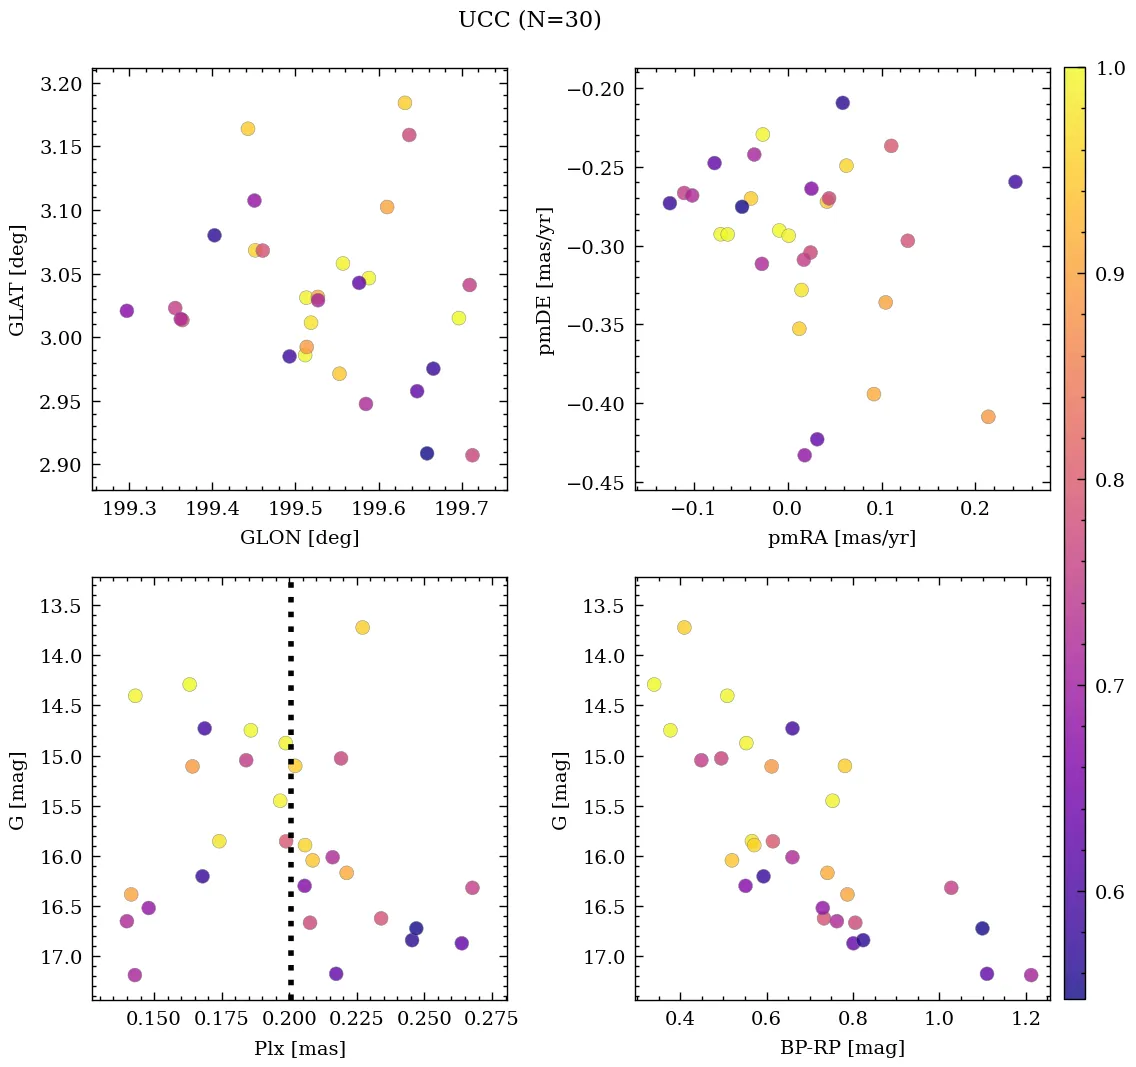 UCC (N=30)
3.20
3.15
3.10
3.05
3.00
2.95
2.90
GLAT [deg]
199.3 199.4 199.5 199.6 199.7
GLON [deg]
−0.20
−0.25
−0.30
−0.35
−0.40
−0.45
pmDE [mas/yr]
−0.1 0.0 0.1 0.2
pmRA [mas/yr]
13.5
14.0
14.5
15.0
15.5
16.0
16.5
17.0
G [mag]
0.150 0.175 0.200 0.225 0.250 0.275
Plx [mas]
13.5
14.0
14.5
15.0
15.5
16.0
16.5
17.0
G [mag]
0.4 0.6 0.8 1.0 1.2
BP-RP [mag]
1.0
0.9
0.8
0.7
0.6